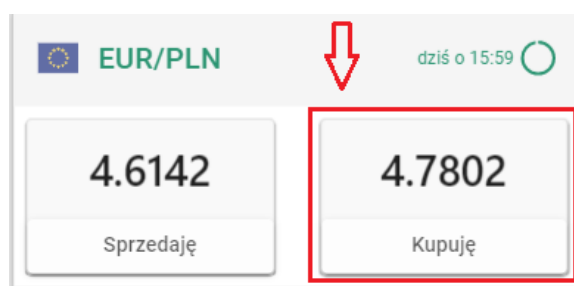 EUR/PLN
dziś o 15:59
4.6142
4.7802
Sprzedaję
Kupuję